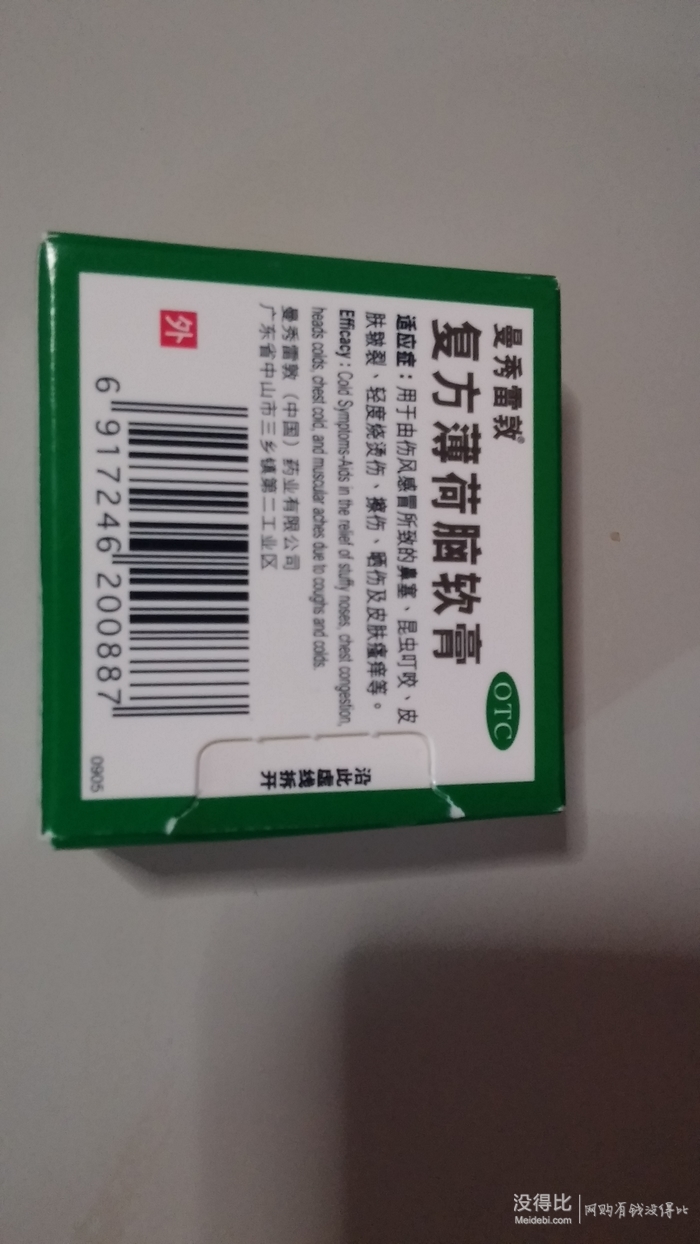 曼秀雷敦®
复方薄荷脑软膏
OTC
适应症：用于由伤风感冒所致的鼻塞、昆虫叮咬、皮
肤皲裂、轻度烧烫伤、擦伤、晒伤及皮肤瘙痒等。
Efficacy：Cold Symptoms-Aids in the relief of stuffy noses, chest congestion,
heads colds, chest cold, and muscular aches due to coughs and colds.
曼秀雷敦（中国）药业有限公司
广东省中山市三乡镇第二工业区
外
6 917246 200887
沿此虚线拆开
0905
没得比
Meidebi.com
网购有钱没得比